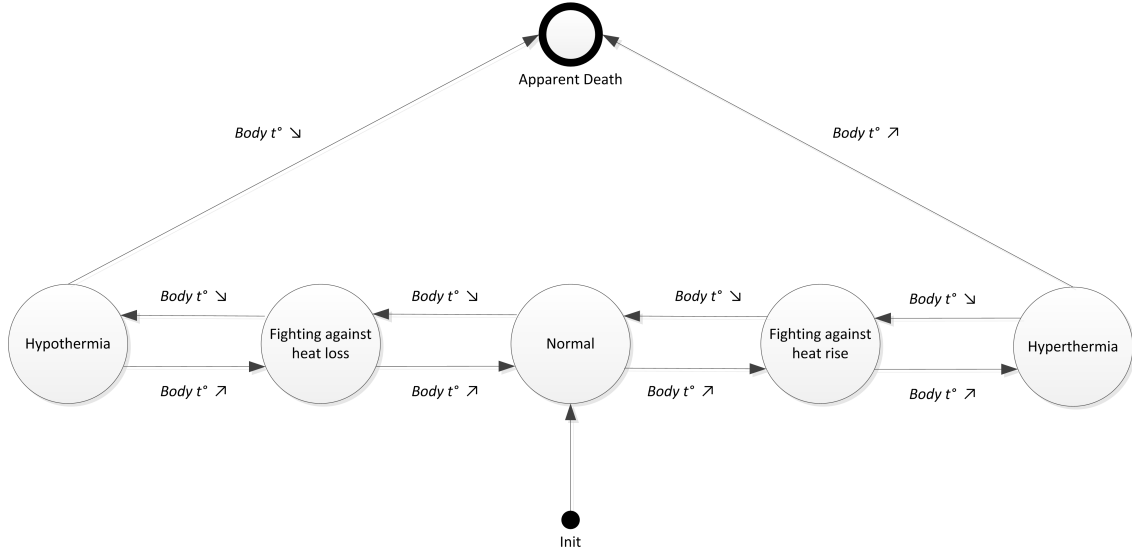 Apparent Death
Body t° ↘
Body t° ↗
Body t° ↘
Body t° ↘
Body t° ↘
Body t° ↘
Hypothermia
Fighting against
heat loss
Normal
Fighting against
heat rise
Hyperthermia
Body t° ↗
Body t° ↗
Body t° ↗
Body t° ↗
Init